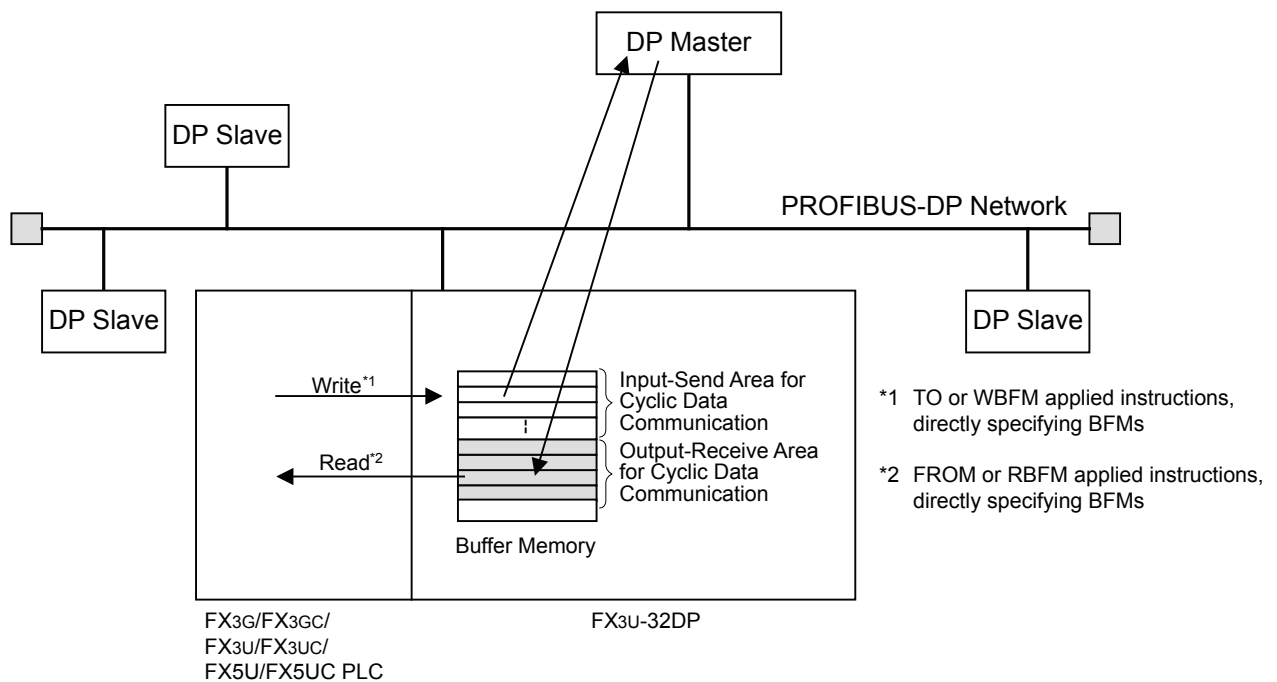 DP Master
DP Slave
PROFIBUS-DP Network
DP Slave
DP Slave
Write*1
Read*2
Input-Send Area for
Cyclic Data
Communication
Output-Receive Area
for Cyclic Data
Communication
Buffer Memory
*1 TO or WBFM applied instructions,
directly specifying BFMs
*2 FROM or RBFM applied instructions,
directly specifying BFMs
FX3G/FX3GC/
FX3U/FX3UC/
FX5U/FX5UC PLC
FX3U-32DP